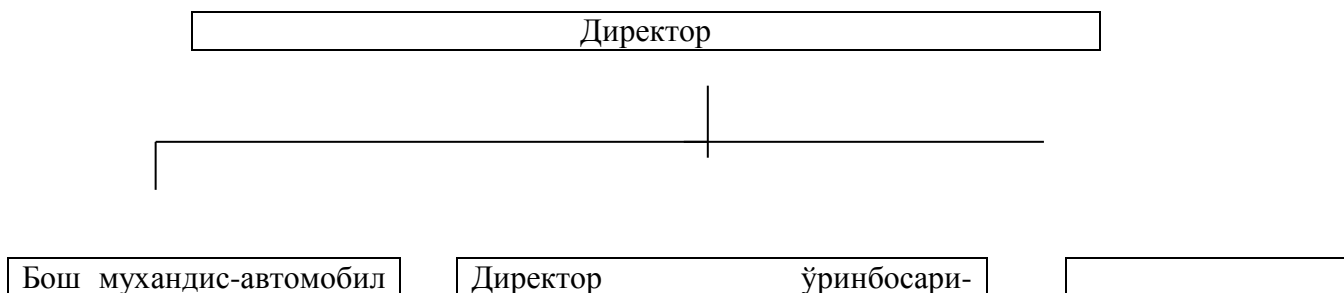 Директор
Бош мухандис-автомобил
Директор ўринбосари-